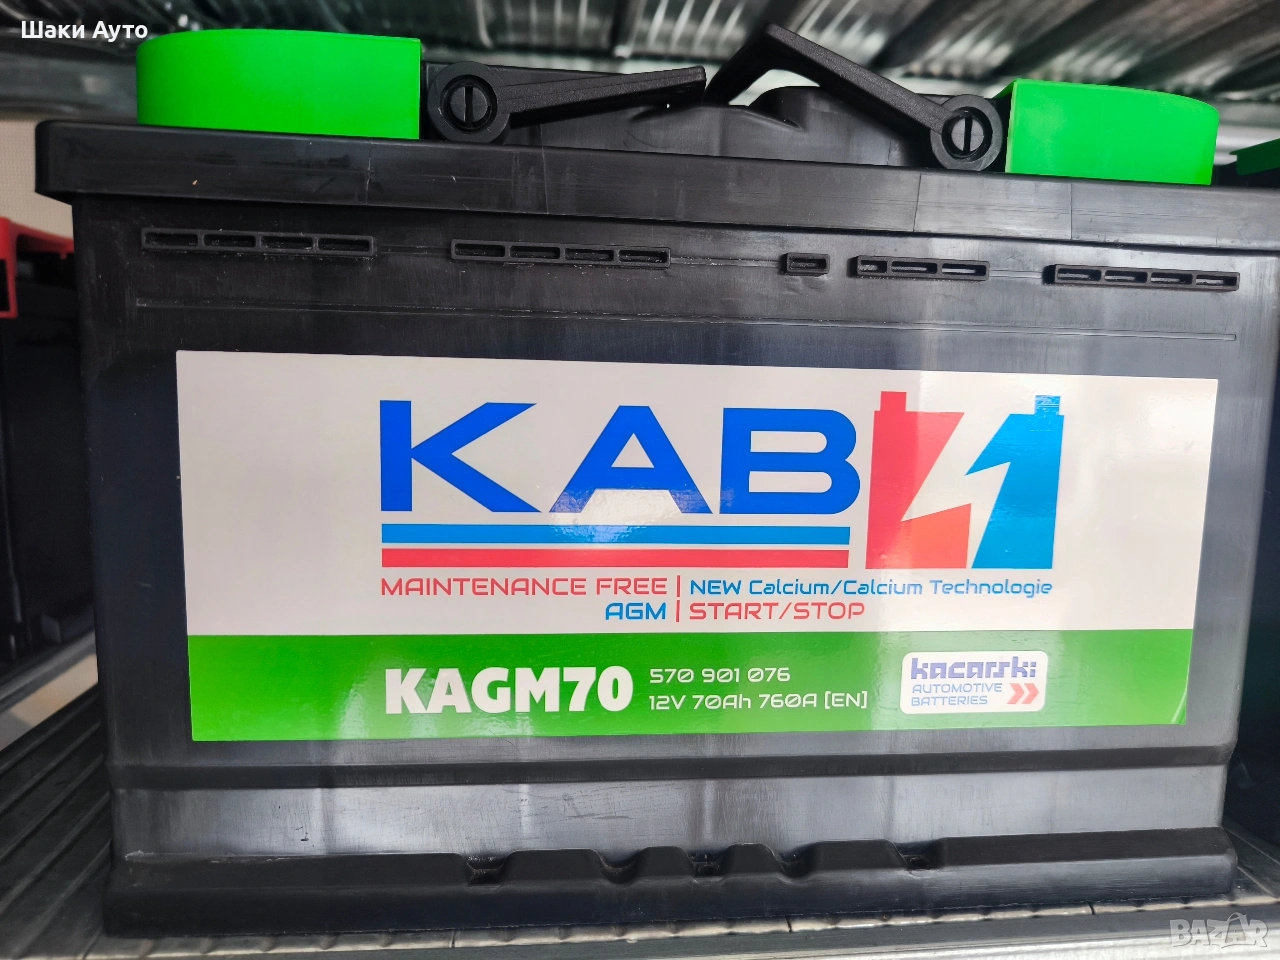 Шаки Ауто
KAB
MAINTENANCE FREE | NEW Calcium/Calcium Technologie
AGM | START/STOP
KAGM70
570 901 076
12V 70Ah 760A [EN]
kacarski
AUTOMOTIVE
BATTERIES
BAZAR